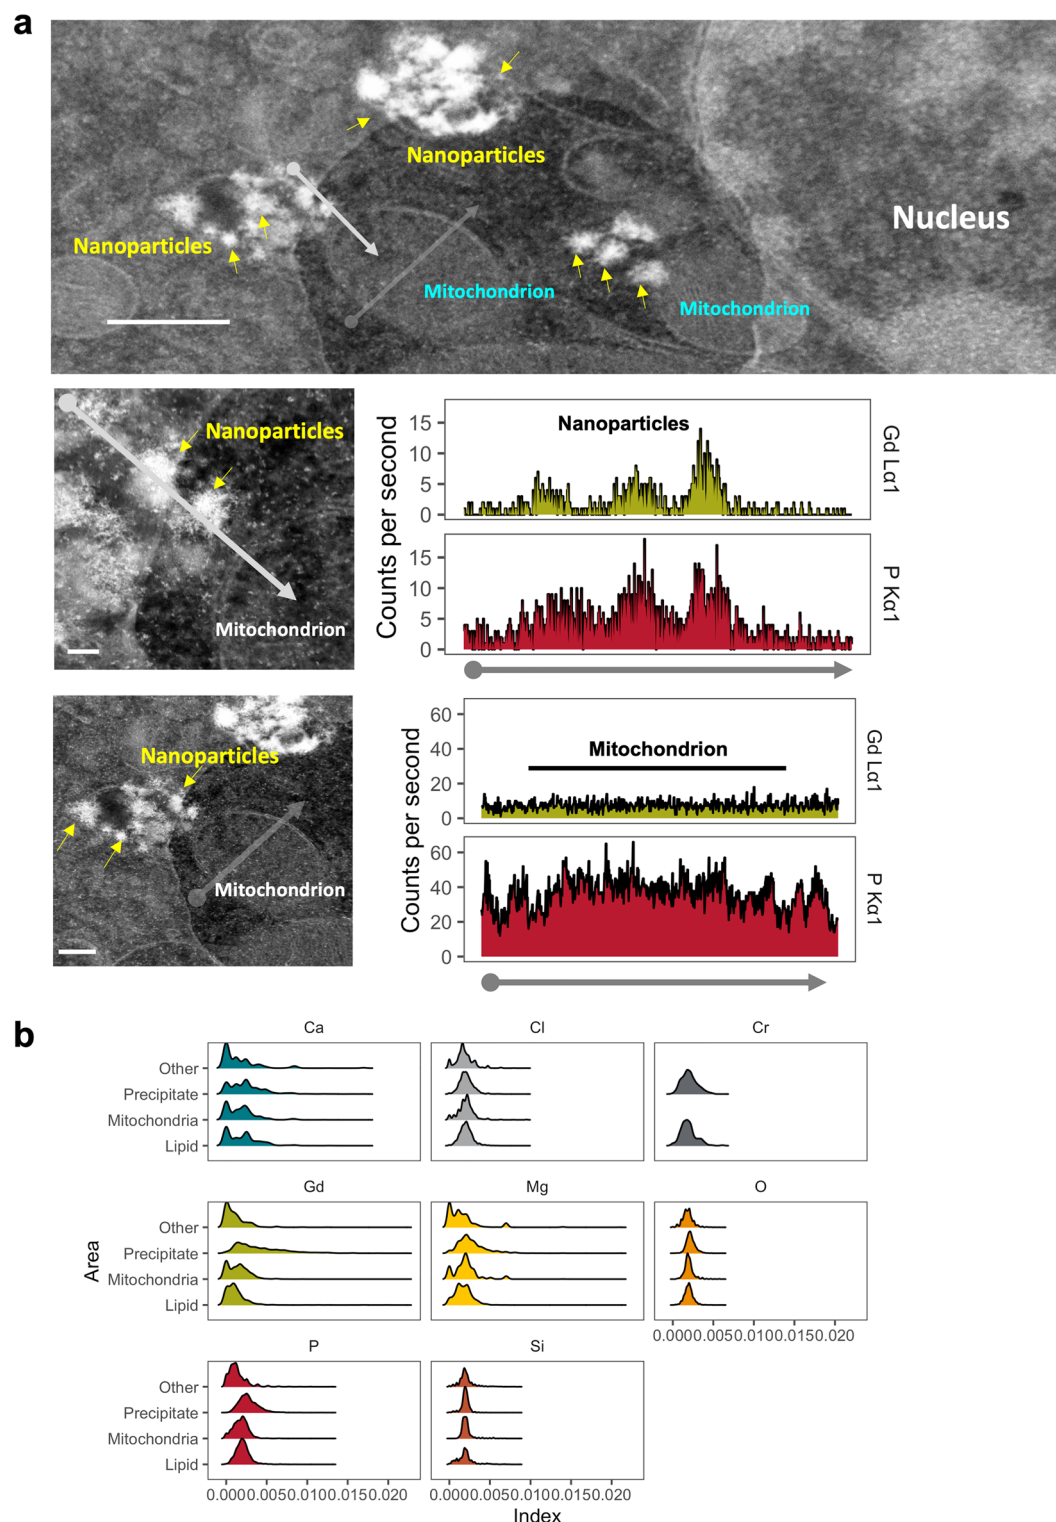 a
Nanoparticles
Nucleus
Nanoparticles
Mitochondrion
Mitochondrion
Nanoparticles
Mitochondrion
Counts per second
15
10
5
0
Nanoparticles
Gd Lα1
15
10
5
0
P Kα1
Nanoparticles
Mitochondrion
Counts per second
60
40
20
0
Mitochondrion
Gd Lα1
60
40
20
0
P Kα1
b
Ca
Cl
Cr
Other
Precipitate
Mitochondria
Lipid
Gd
Mg
O
Area
Other
Precipitate
Mitochondria
Lipid
0.0000.0050.0100.0150.020
P
Si
Other
Precipitate
Mitochondria
Lipid
0.0000.0050.0100.0150.020
0.0000.0050.0100.0150.020
Index